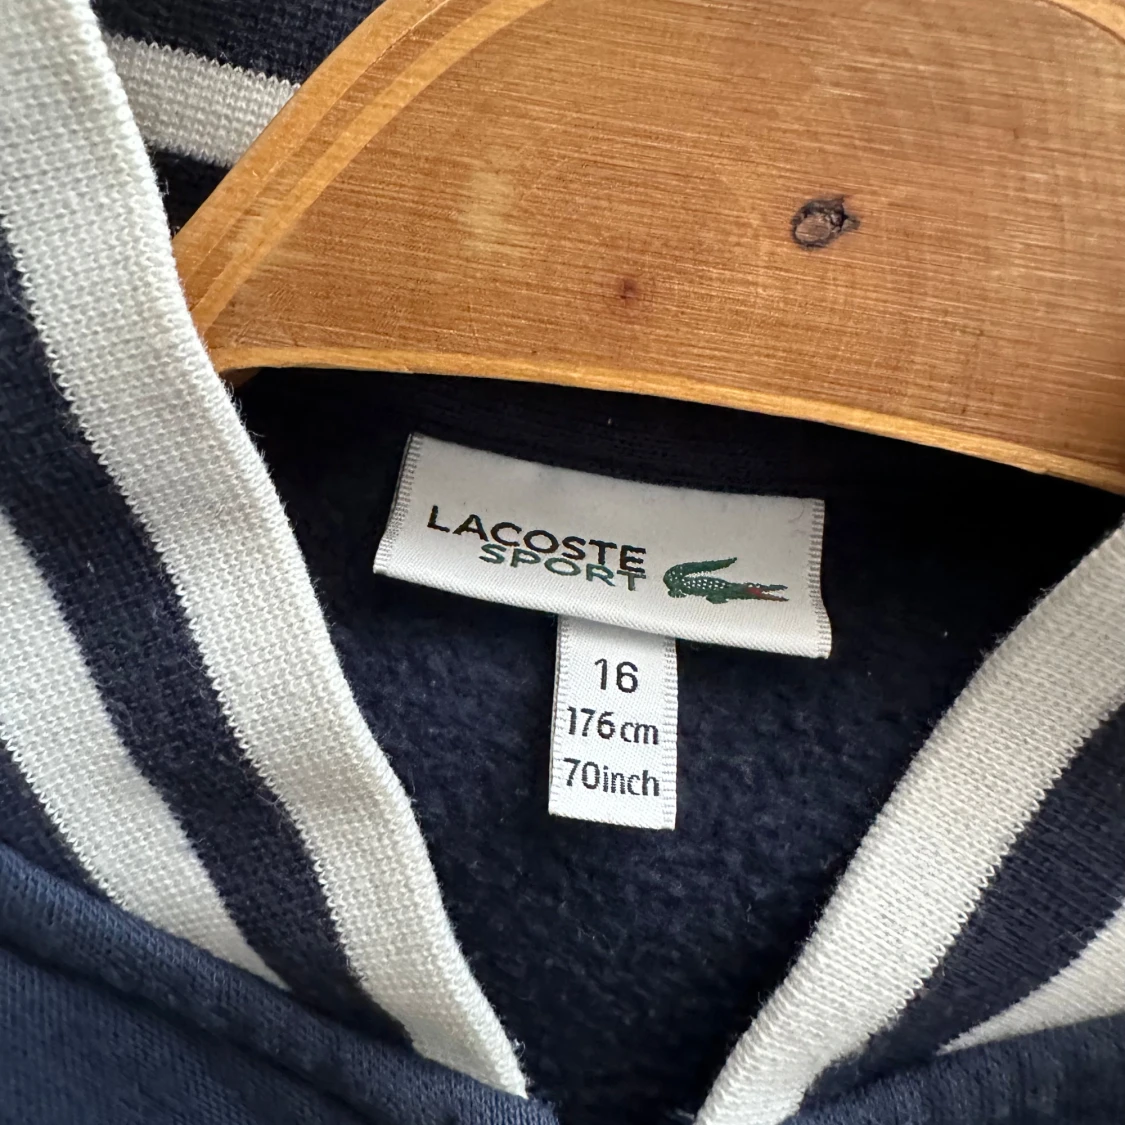 LACOSTE
SPORT
16
176cm
70inch